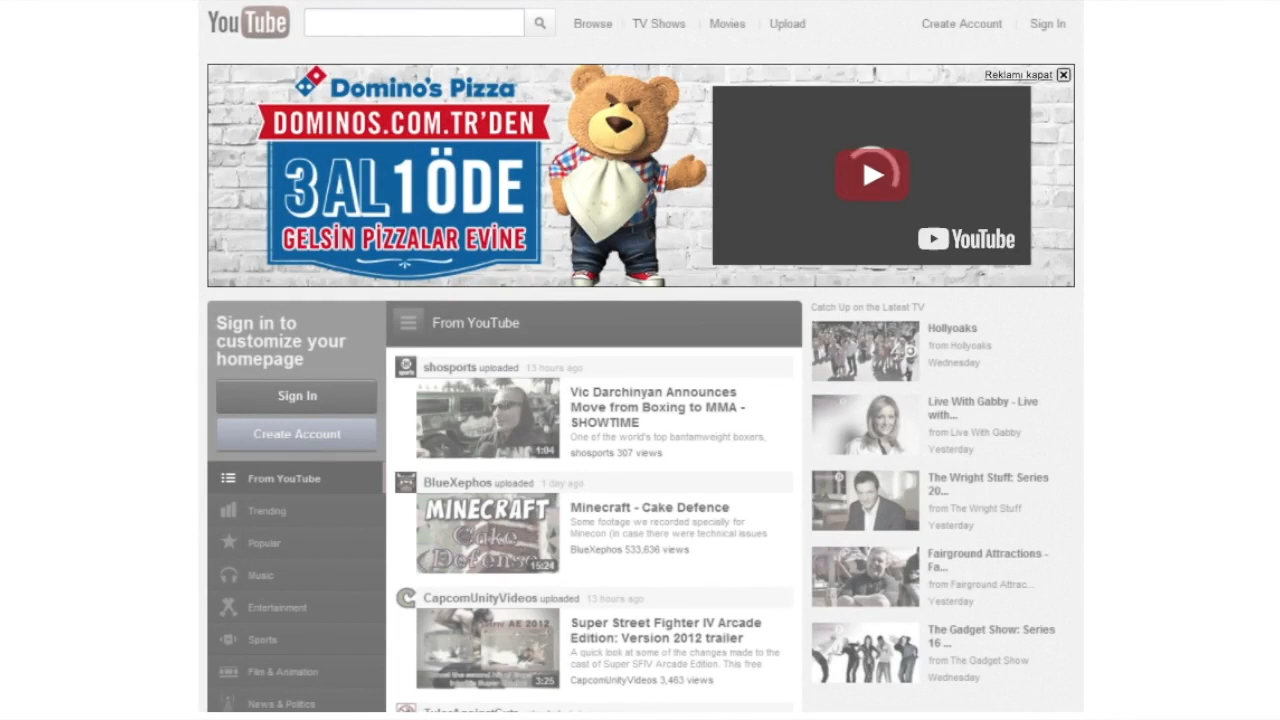 YouTube
Browse
TV Shows
Movies
Upload
Create Account
Sign In
Reklamı kapat
Domino's Pizza
DOMINOS.COM.TR'DEN
3 AL 1 ÖDE
GELSİN PİZZALAR EVİNE
YouTube
Sign in to
customize your
homepage
Sign In
Create Account
From YouTube
Trending
Popular
Music
Entertainment
Sports
Film & Animation
News & Politics
From YouTube
shosports uploaded 13 hours ago
1:04
Vic Darchinyan Announces
Move from Boxing to MMA -
SHOWTIME
One of the world's top bantamweight boxers,
shosports 307 views
BlueXephos uploaded 1 day ago
MINECRAFT
Cake
Defense
15:24
Minecraft - Cake Defence
Some footage we recorded specially for
Minecon (in case there were technical issues
BlueXephos 533,636 views
CapcomUnityVideos uploaded 13 hours ago
AE 2012
3:25
Super Street Fighter IV Arcade
Edition: Version 2012 trailer
A quick look at some of the changes made to the
cast of Super SFIV Arcade Edition. This free
CapcomUnityVideos 3,463 views
Catch Up on the Latest TV
Hollyoaks
from Hollyoaks
Wednesday
Live With Gabby - Live
with...
from Live With Gabby
Yesterday
The Wright Stuff: Series
20...
from The Wright Stuff
Yesterday
Fairground Attractions -
Fa...
from Fairground Attrac...
Yesterday
The Gadget Show: Series
16 ...
from The Gadget Show
Wednesday